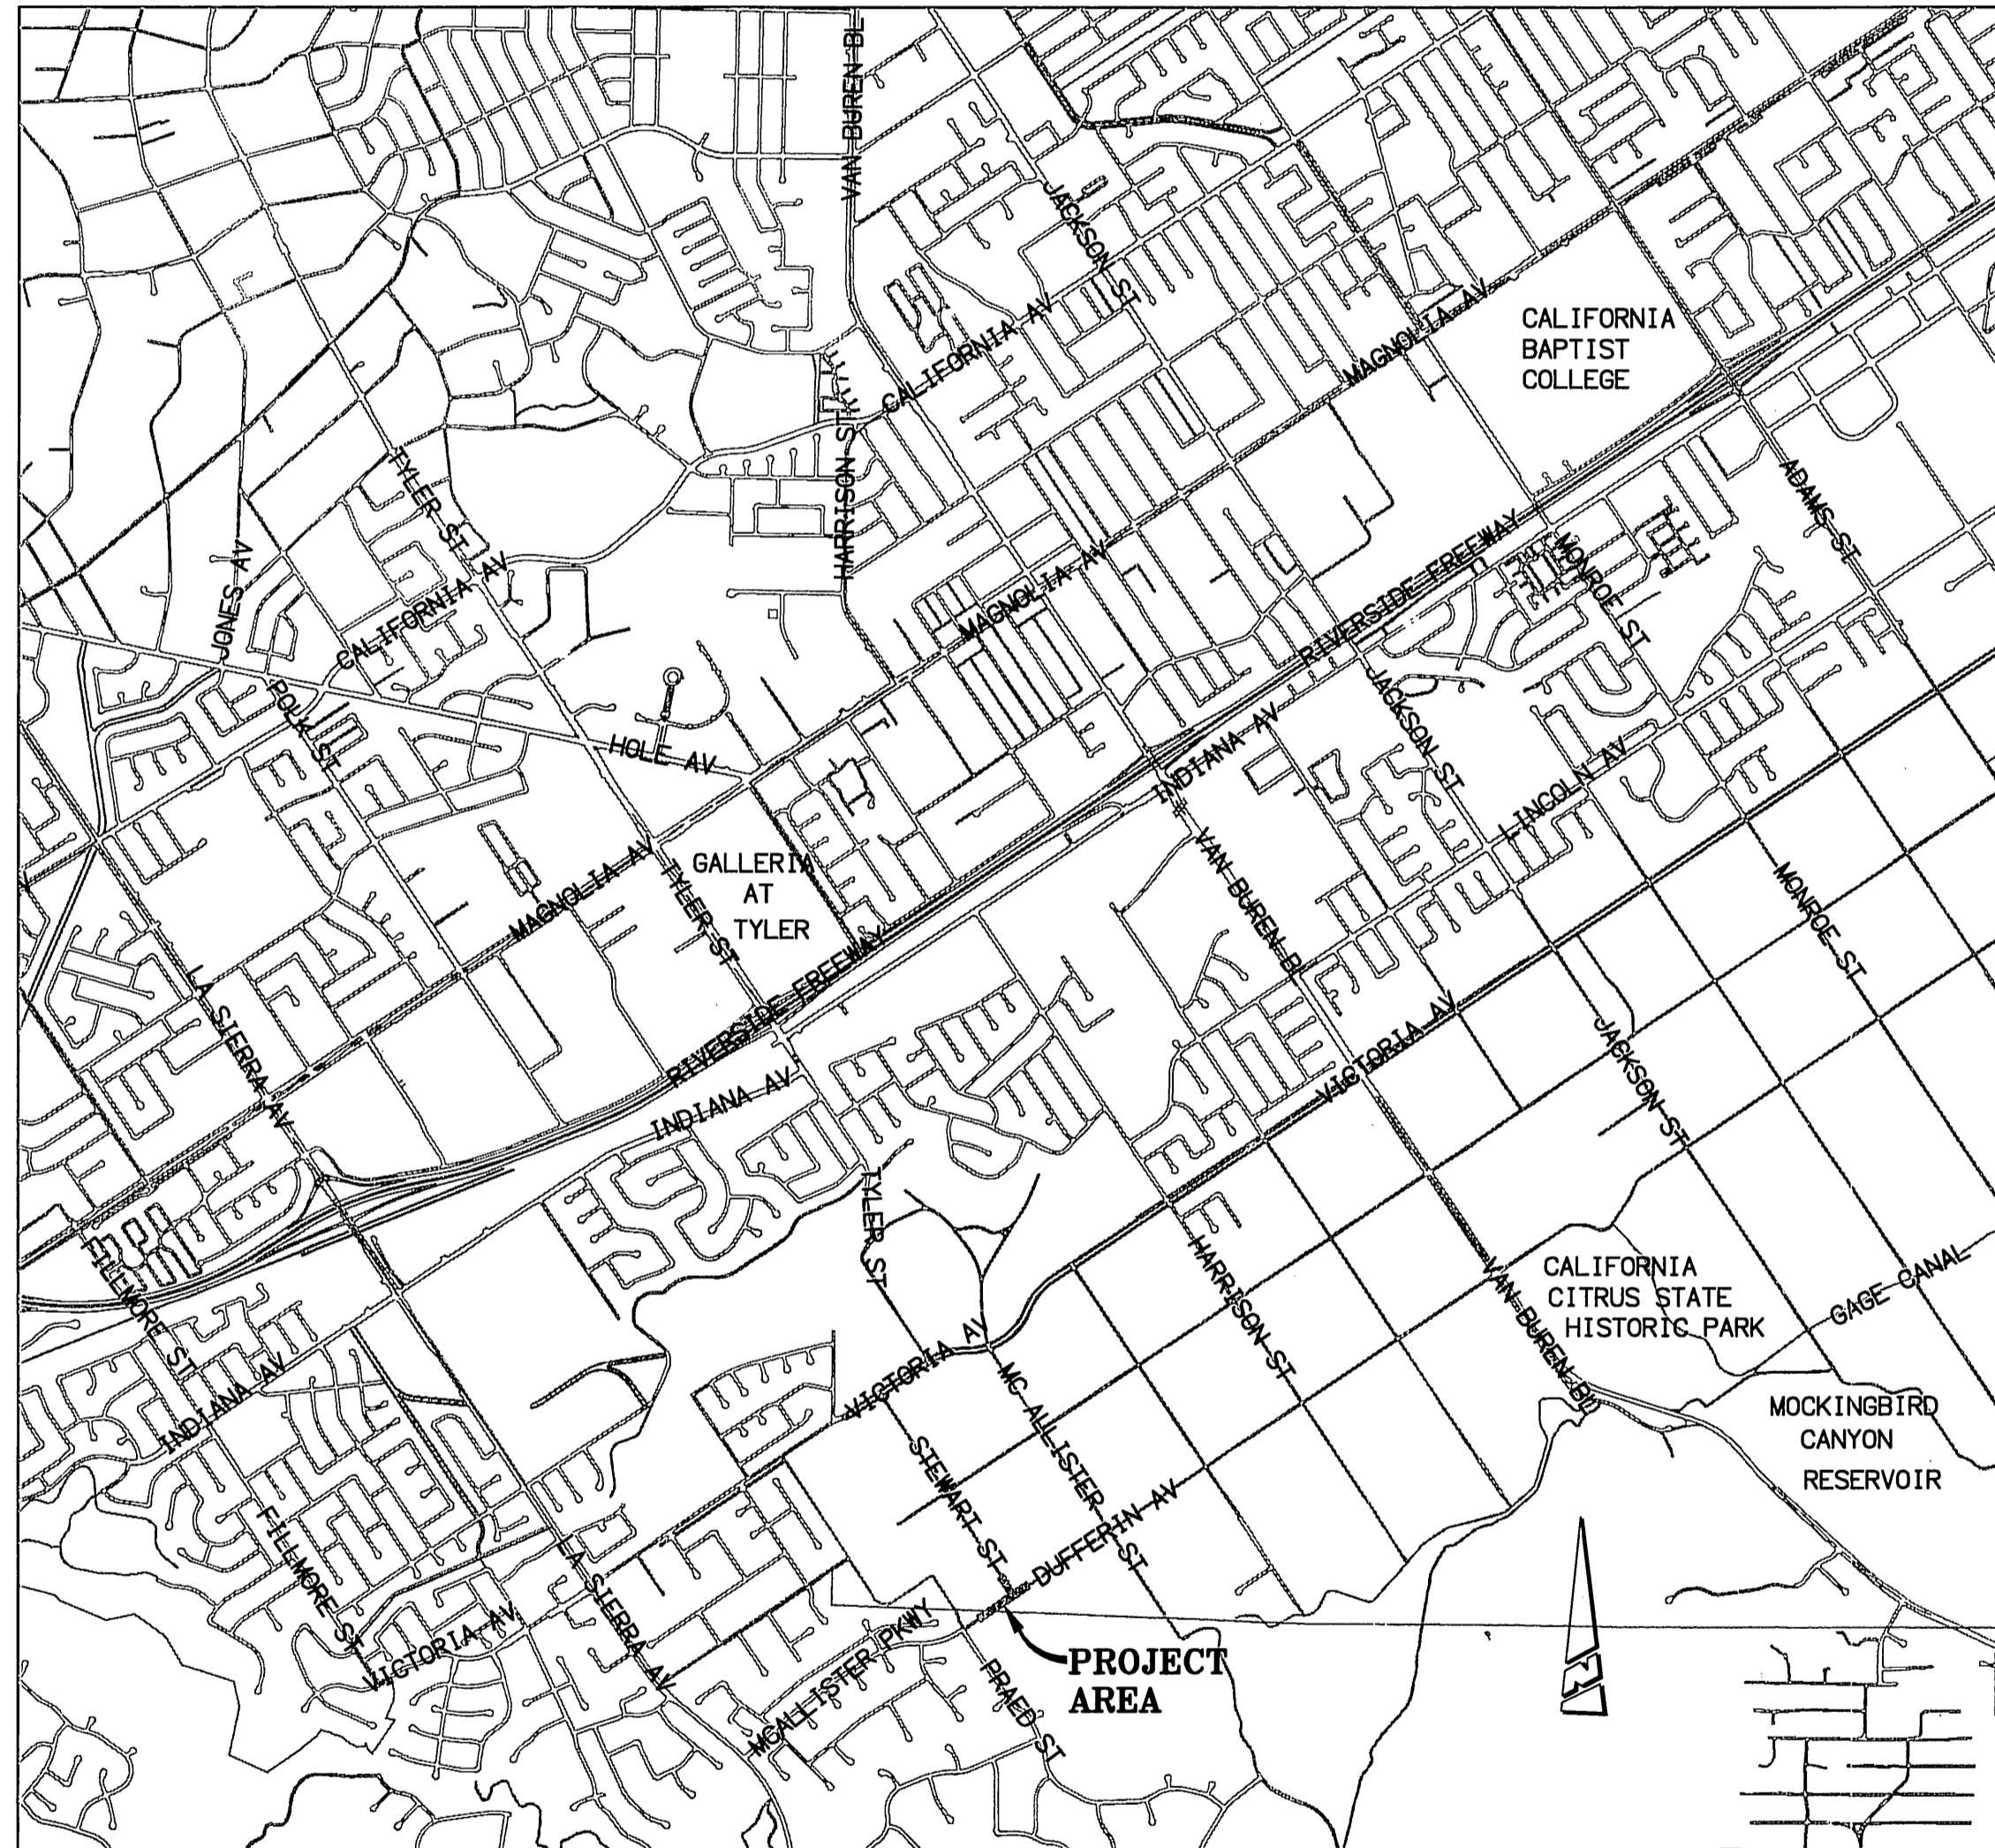 VAN BUREN BL
JACKSON ST
CALIFORNIA AV
MAGNOLIA AV
CALIFORNIA
BAPTIST
COLLEGE
HARRISON ST
TYLER ST
ADAMS ST
JONES AV
CALIFORNIA AV
MAGNOLIA AV
RIVERSIDE FREEWAY
MONROE ST
POLK ST
HOLE AV
INDIANA AV
JACKSON ST
LINCOLN AV
MAGNOLIA AV
TYLER ST
GALLERIA
AT
TYLER
VAN BUREN BL
MONROE ST
LA SIERRA AV
RIVERSIDE FREEWAY
INDIANA AV
VICTORIA AV
JACKSON ST
TYLER ST
FILLMORE ST
HARRISON ST
VAN BUREN BL
CALIFORNIA
CITRUS STATE
HISTORIC PARK
GAGE CANAL
INDIANA AV
VICTORIA AV
MC ALLISTER ST
MOCKINGBIRD
CANYON
RESERVOIR
STEWART ST
DUFFERIN AV
FILLMORE ST
LA SIERRA AV
VICTORIA AV
MCALLISTER PKWY
PRAED ST
PROJECT
AREA